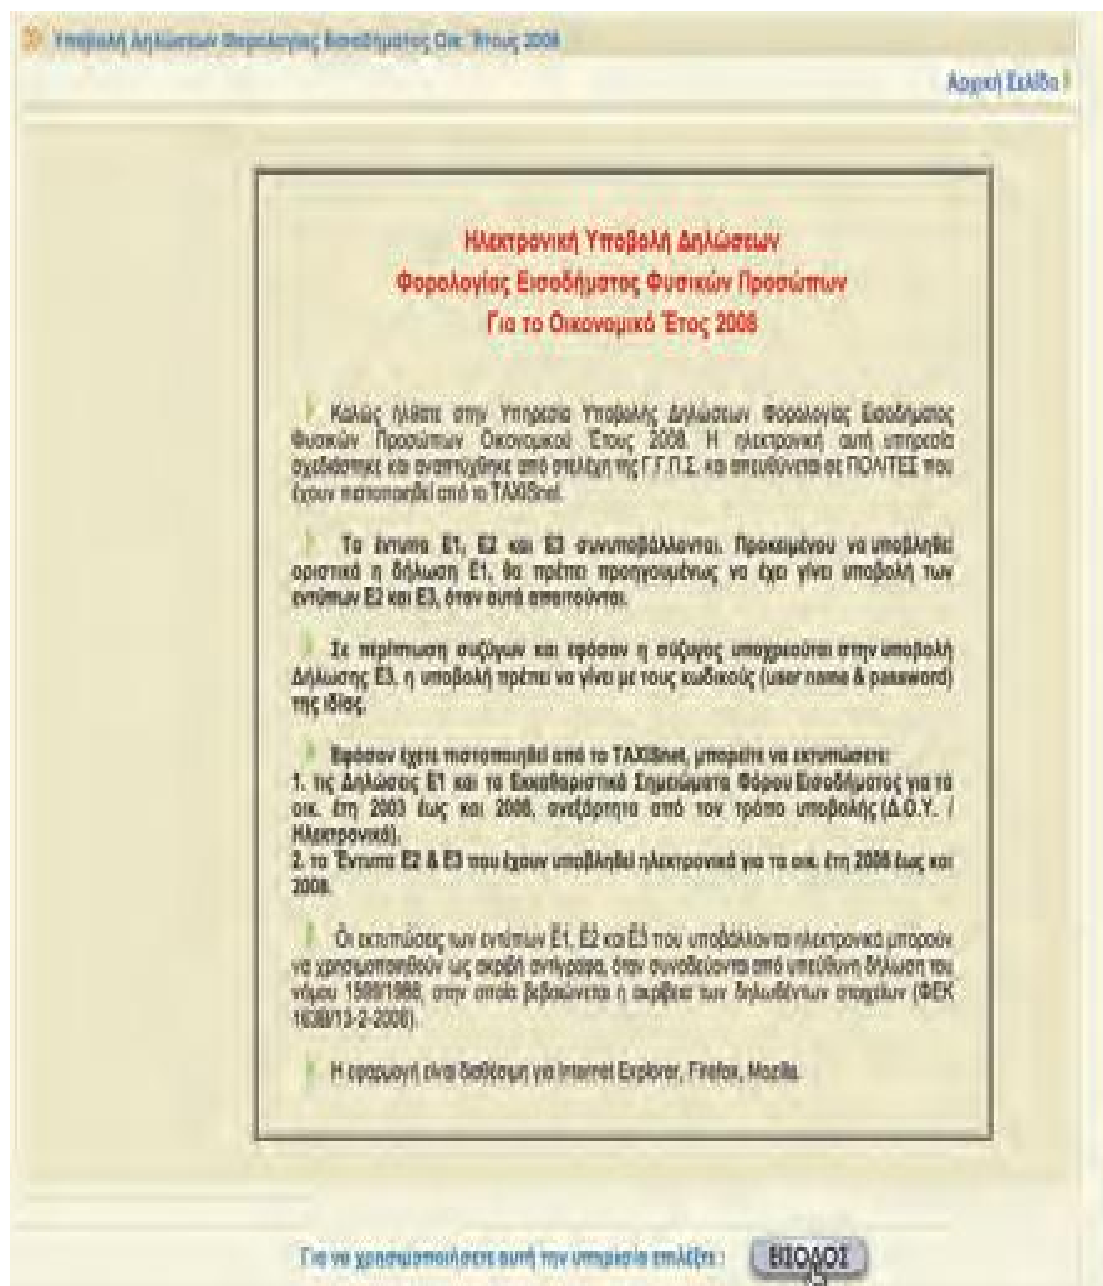 Υποβολή Δηλώσεων Φορολογίας Εισοδήματος Οικ. Έτους 2008
Αρχική Σελίδα
Ηλεκτρονική Υποβολή Δηλώσεων
Φορολογίας Εισοδήματος Φυσικών Προσώπων
Για το Οικονομικό Έτος 2008
Καλώς ήλθατε στην Υπηρεσία Υποβολής Δηλώσεων Φορολογίας Εισοδήματος
Φυσικών Προσώπων Οικονομικού Έτους 2008. Η ηλεκτρονική αυτή υπηρεσία
σχεδιάστηκε και αναπτύχθηκε από στελέχη της Γ.Γ.Π.Σ. και απευθύνεται σε ΠΟΛΙΤΕΣ που
έχουν πιστοποιηθεί από το TAXISnet.
Τα έντυπα Ε1, Ε2 και Ε3 συνυποβάλλονται. Προκειμένου να υποβληθεί
οριστικά η δήλωση Ε1, θα πρέπει προηγουμένως να έχει γίνει υποβολή των
εντύπων Ε2 και Ε3, όταν αυτά απαιτούνται.
Σε περίπτωση συζύγων και εφόσον η σύζυγος υποχρεούται στην υποβολή
Δήλωσης Ε3, η υποβολή πρέπει να γίνει με τους κωδικούς (user name & password)
της ιδίας.
Εφόσον έχετε πιστοποιηθεί από το TAXISnet, μπορείτε να εκτυπώσετε:
1. τις Δηλώσεις Ε1 και τα Εκκαθαριστικά Σημειώματα Φόρου Εισοδήματος για τα
οικ. έτη 2003 έως και 2008, ανεξάρτητα από τον τρόπο υποβολής (Δ.Ο.Υ. /
Ηλεκτρονικά).
2. τα Έντυπα Ε2 & Ε3 που έχουν υποβληθεί ηλεκτρονικά για τα οικ. έτη έως και
2008.
Οι εκτυπώσεις των εντύπων Ε1, Ε2 και Ε3 που υποβάλλονται ηλεκτρονικά μπορούν
να χρησιμοποιηθούν ως ακριβή αντίγραφα, όταν συνοδεύονται από υπεύθυνη δήλωση του
νόμου στην οποία βεβαιώνεται η ακρίβεια των δηλωθέντων στοιχείων (ΦΕΚ
Η εφαρμογή είναι διαθέσιμη για Internet Explorer, Firefox, Mozilla.
Για να χρησιμοποιήσετε αυτή την υπηρεσία επιλέξτε :
ΕΙΣΟΔΟΣ